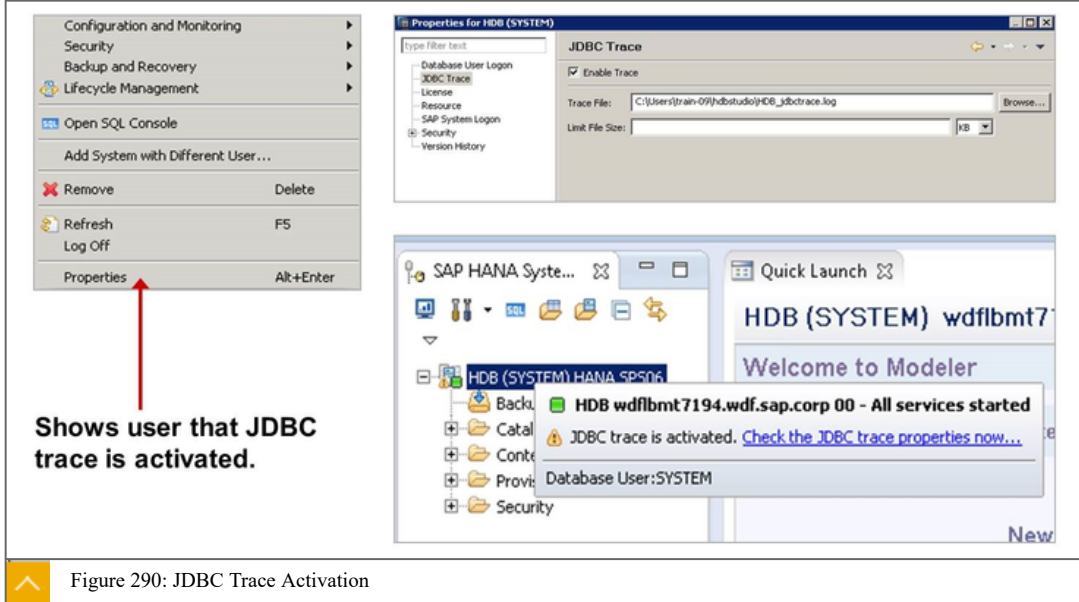 Configuration and Monitoring
Security
Backup and Recovery
Lifecycle Management
SQL Open SQL Console
Add System with Different User...
Remove Delete
Refresh F5
Log Off
Properties Alt+Enter
Shows user that JDBC
trace is activated.
Properties for HDB (SYSTEM)
type filter text
Database User Logon
JDBC Trace
License
Resource
SAP System Logon
Security
Version History
JDBC Trace
Enable Trace
Trace File: C:\Users\train-09\hdbstudio\HDB_jdbctrace.log Browse...
Limit File Size: KB
SAP HANA Syste...
SQL
HDB (SYSTEM) HANA SPS06
Backu
Catal
Conte
Provis
Security
Quick Launch
HDB (SYSTEM) wdflbmt7
Welcome to Modeler
HDB wdflbmt7194.wdf.sap.corp 00 - All services started
JDBC trace is activated. Check the JDBC trace properties now...
Database User:SYSTEM
New
Figure 290: JDBC Trace Activation